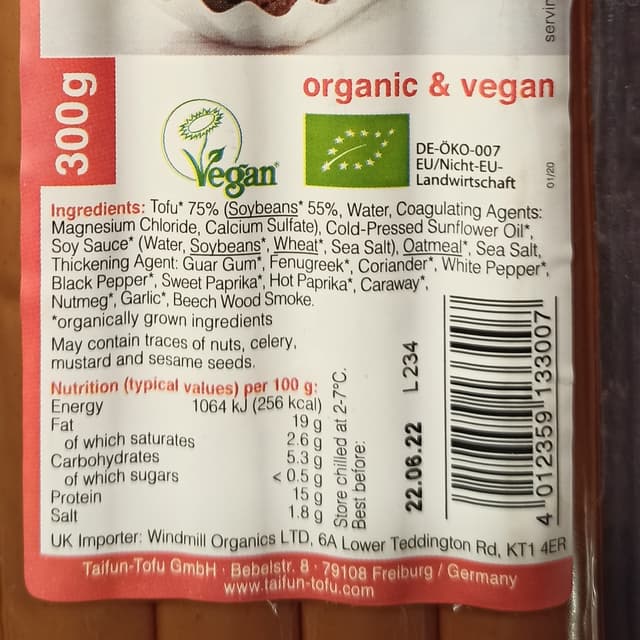 servin
organic & vegan
300g
Vegan®
DE-ÖKO-007
EU/Nicht-EU-
Landwirtschaft
01/20
Ingredients: Tofu* 75% (Soybeans* 55%, Water, Coagulating Agents:
Magnesium Chloride, Calcium Sulfate), Cold-Pressed Sunflower Oil*,
Soy Sauce* (Water, Soybeans*, Wheat*, Sea Salt), Oatmeal*, Sea Salt,
Thickening Agent: Guar Gum*, Fenugreek*, Coriander*, White Pepper*,
Black Pepper*, Sweet Paprika*, Hot Paprika*, Caraway*,
Nutmeg*, Garlic*, Beech Wood Smoke.
*organically grown ingredients
May contain traces of nuts, celery,
mustard and sesame seeds.
Nutrition (typical values) per 100 g:
Energy 1064 kJ (256 kcal)
Fat 19 g
of which saturates 2.6 g
Carbohydrates 5.3 g
of which sugars < 0.5 g
Protein 15 g
Salt 1.8 g
Store chilled at 2-7°C.
Best before:
22.06.22 L234
4 012359 133007
UK Importer: Windmill Organics LTD, 6A Lower Teddington Rd, KT1 4ER
Taifun-Tofu GmbH · Bebelstr. 8 · 79108 Freiburg / Germany
www.taifun-tofu.com